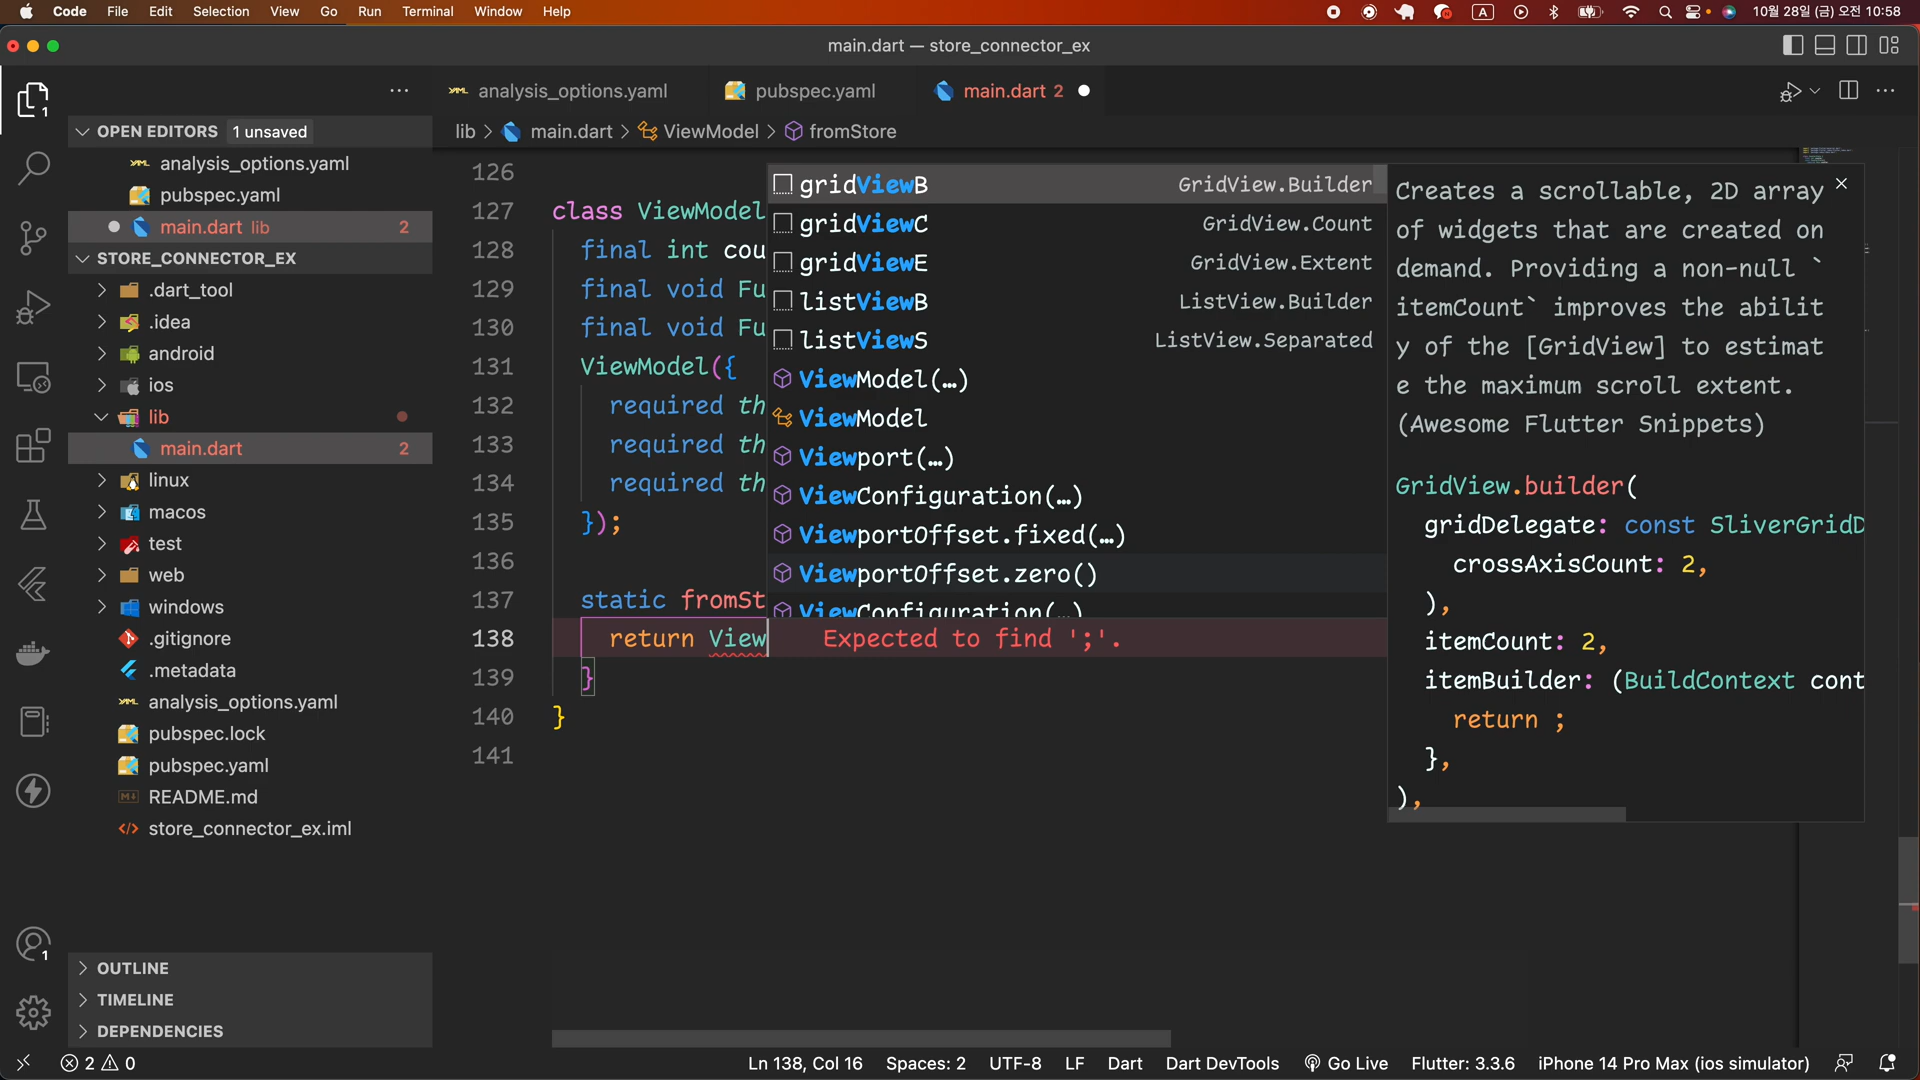 Code File Edit Selection View Go Run Terminal Window Help
A
10월 28일 (금) 오전 10:58
main.dart — store_connector_ex
1
analysis_options.yaml
pubspec.yaml
main.dart 2
OPEN EDITORS 1 unsaved
analysis_options.yaml
pubspec.yaml
main.dart lib 2
STORE_CONNECTOR_EX
.dart_tool
.idea
android
ios
lib
main.dart 2
linux
macos
test
web
windows
.gitignore
.metadata
analysis_options.yaml
pubspec.lock
pubspec.yaml
README.md
store_connector_ex.iml
1
OUTLINE
TIMELINE
DEPENDENCIES
lib > main.dart > ViewModel > fromStore
126
127 class ViewModel
128 final int cou
129 final void Fu
130 final void Fu
131 ViewModel({
132 required th
133 required th
134 required th
135 });
136
137 static fromSt
138 return View Expected to find ';'.
139 }
140 }
141
gridViewB GridView.Builder
gridViewC GridView.Count
gridViewE GridView.Extent
listViewB ListView.Builder
listViewS ListView.Separated
ViewModel(…)
ViewModel
Viewport(…)
ViewConfiguration(…)
ViewportOffset.fixed(…)
ViewportOffset.zero()
ViewConfiguration(…)
Creates a scrollable, 2D array
of widgets that are created on
demand. Providing a non-null `
itemCount` improves the abilit
y of the [GridView] to estimat
e the maximum scroll extent.
(Awesome Flutter Snippets)
GridView.builder(
gridDelegate: const SliverGridD
crossAxisCount: 2,
),
itemCount: 2,
itemBuilder: (BuildContext cont
return ;
},
),
2 0
Ln 138, Col 16 Spaces: 2 UTF-8 LF Dart Dart DevTools Go Live Flutter: 3.3.6 iPhone 14 Pro Max (ios simulator)